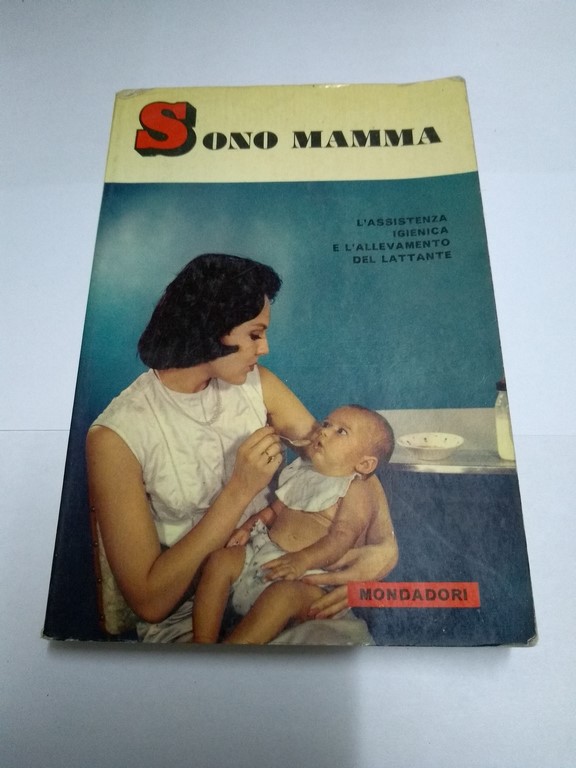 SONO MAMMA
L'ASSISTENZA
IGIENICA
E L'ALLEVAMENTO
DEL LATTANTE
MONDADORI